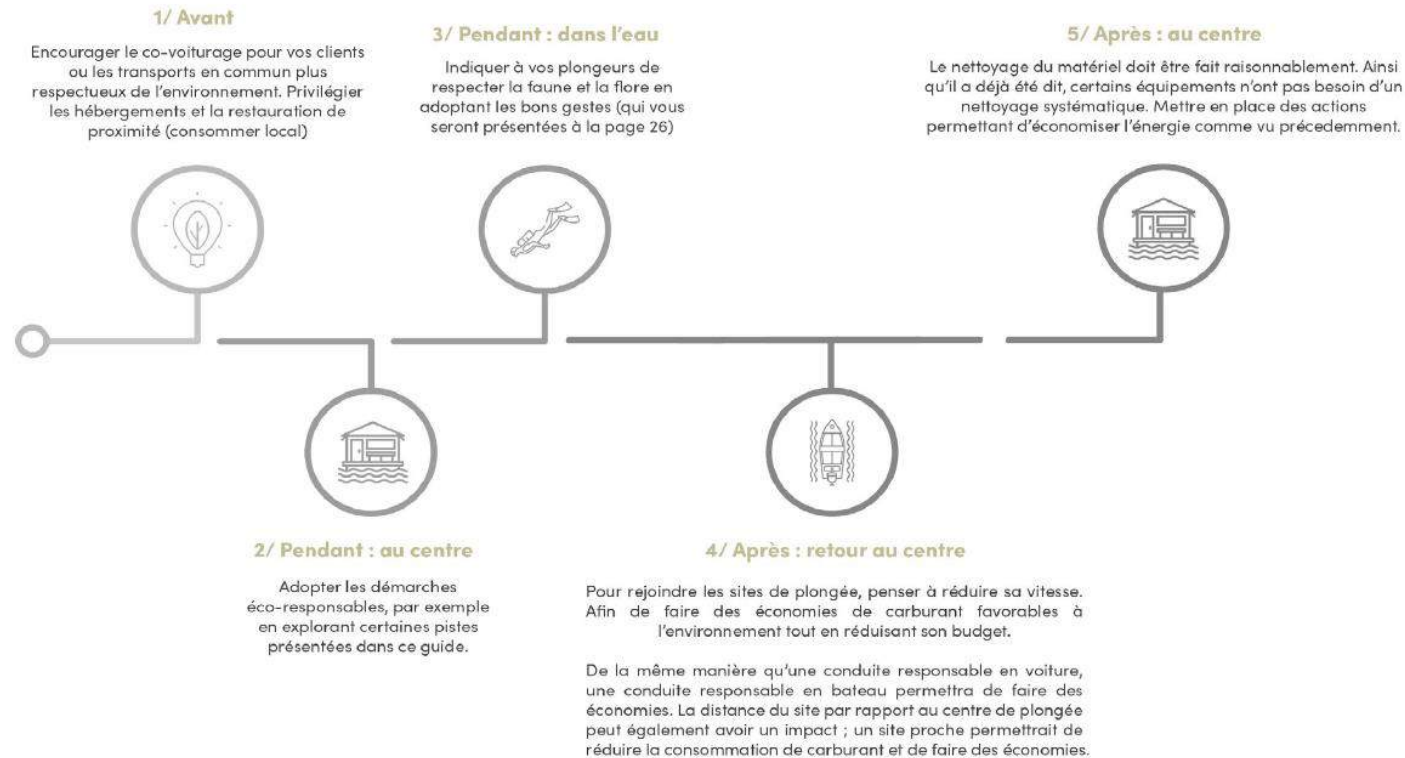 1/ Avant
Encourager le co-voiturage pour vos clients
ou les transports en commun plus
respectueux de l'environnement. Privilégier
les hébergements et la restauration de
proximité (consommer local)
2/ Pendant : au centre
Adopter les démarches
éco-responsables, par exemple
en explorant certaines pistes
présentées dans ce guide.
3/ Pendant : dans l'eau
Indiquer à vos plongeurs de
respecter la faune et la flore en
adoptant les bons gestes (qui vous
seront présentées à la page 26)
4/ Après : retour au centre
Pour rejoindre les sites de plongée, penser à réduire sa vitesse.
Afin de faire des économies de carburant favorables à
l'environnement tout en réduisant son budget.
De la même manière qu'une conduite responsable en voiture,
une conduite responsable en bateau permettra de faire des
économies. La distance du site par rapport au centre de plongée
peut également avoir un impact ; un site proche permettrait de
réduire la consommation de carburant et de faire des économies.
5/ Après : au centre
Le nettoyage du matériel doit être fait raisonnablement. Ainsi
qu'il a déjà été dit, certains équipements n'ont pas besoin d'un
nettoyage systématique. Mettre en place des actions
permettant d'économiser l'énergie comme vu précedemment.